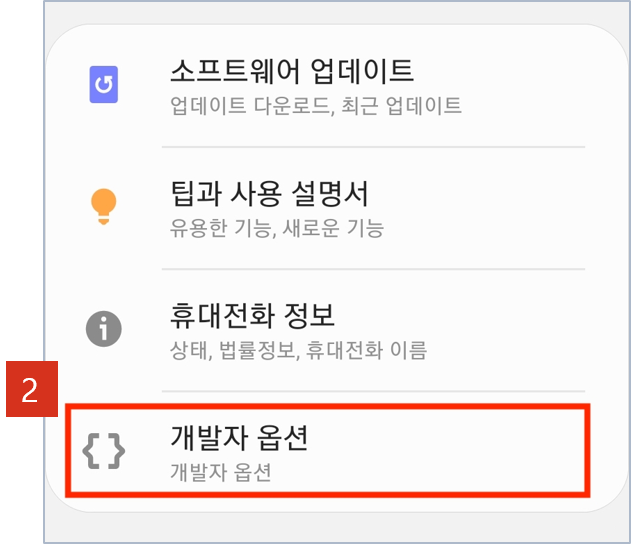 소프트웨어 업데이트
업데이트 다운로드, 최근 업데이트
팁과 사용 설명서
유용한 기능, 새로운 기능
휴대전화 정보
상태, 법률정보, 휴대전화 이름
2
개발자 옵션
개발자 옵션